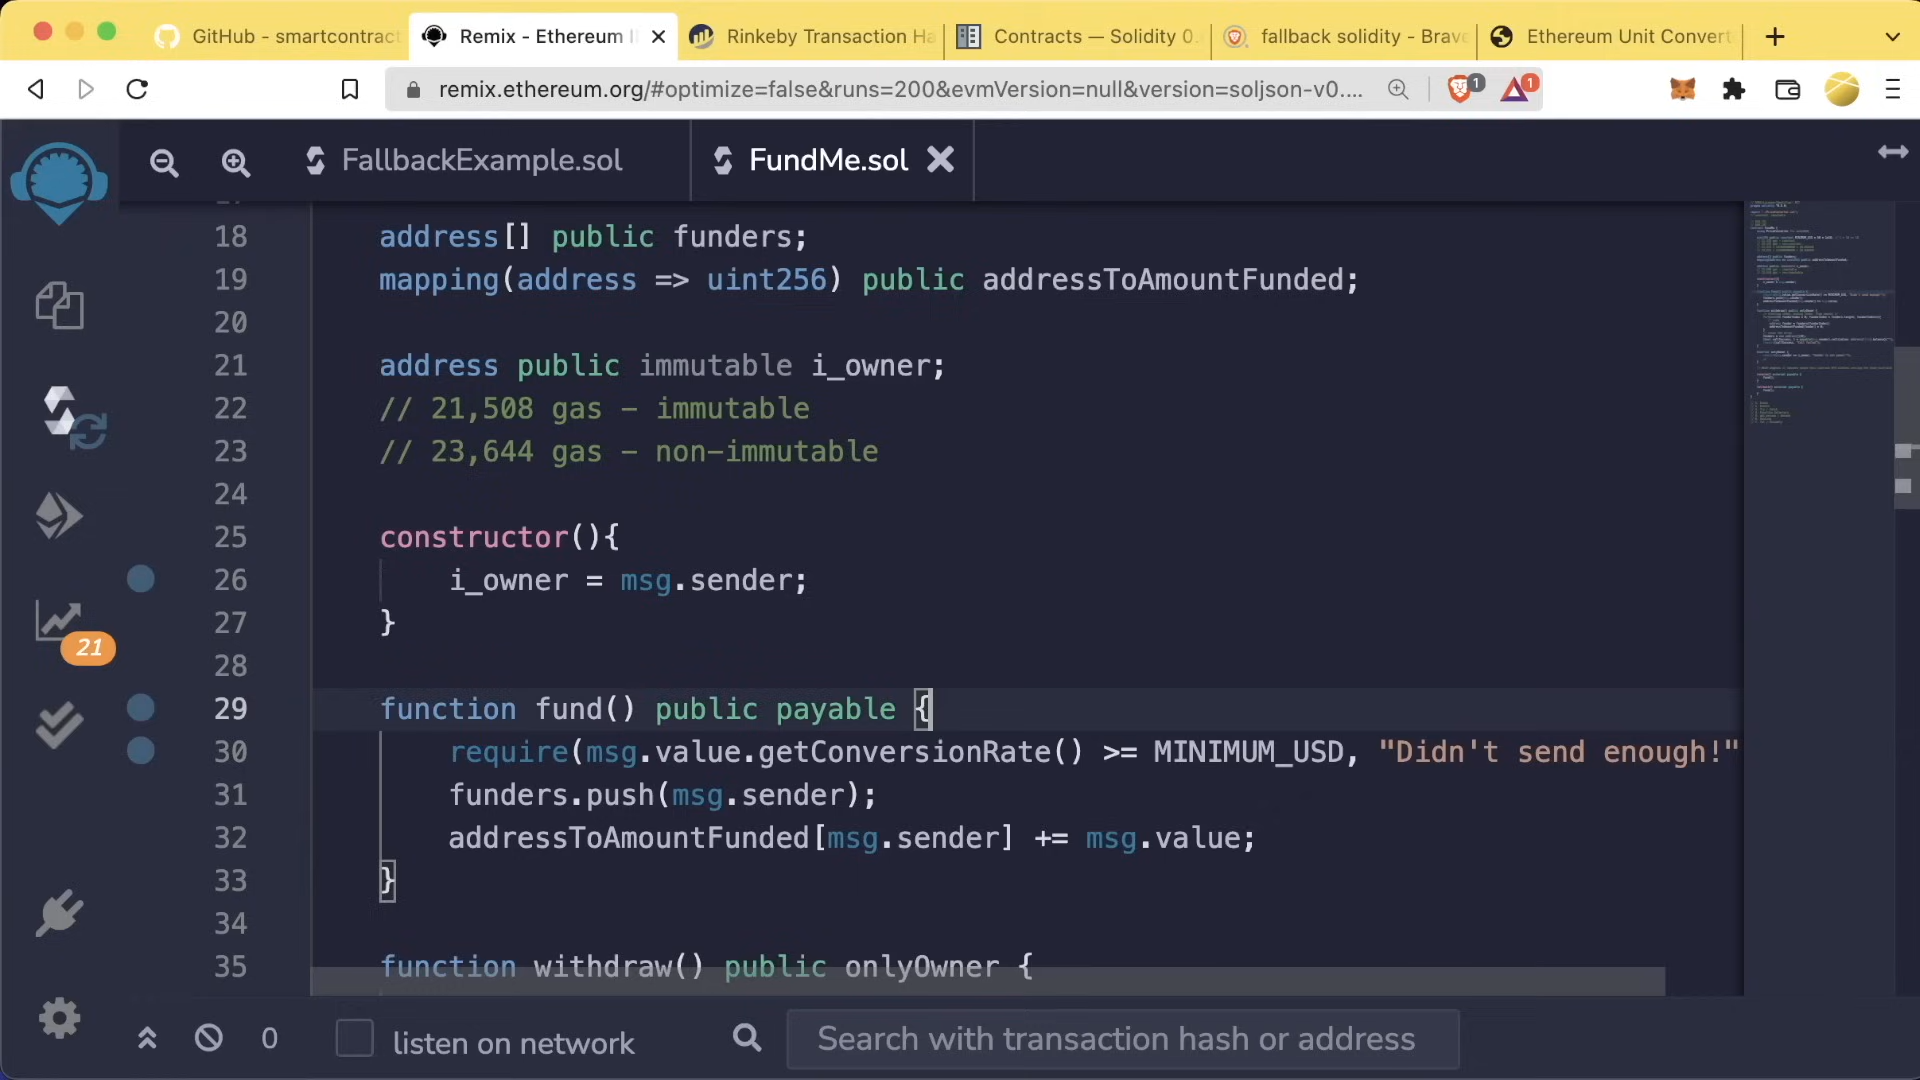 GitHub - smartcontract
Remix - Ethereum I
Rinkeby Transaction Ha
Contracts — Solidity 0.
fallback solidity - Brave
Ethereum Unit Convert
remix.ethereum.org/#optimize=false&runs=200&evmVersion=null&version=soljson-v0....
1
1
FallbackExample.sol
FundMe.sol
18 address[] public funders;
19 mapping(address => uint256) public addressToAmountFunded;
20
21 address public immutable i_owner;
22 // 21,508 gas - immutable
23 // 23,644 gas - non-immutable
24
25 constructor(){
26 i_owner = msg.sender;
27 }
28
29 function fund() public payable {
30 require(msg.value.getConversionRate() >= MINIMUM_USD, "Didn't send enough!"
31 funders.push(msg.sender);
32 addressToAmountFunded[msg.sender] += msg.value;
33 }
34
35 function withdraw() public onlyOwner {
21
0
listen on network
Search with transaction hash or address